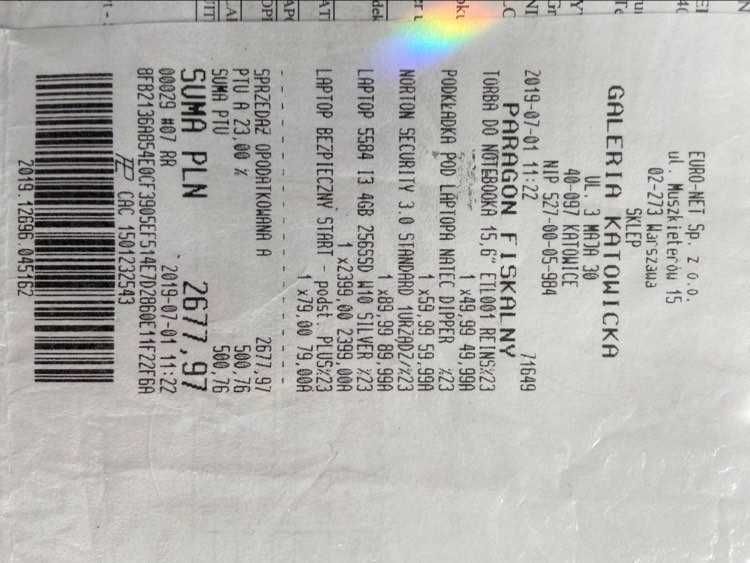 EURO-NET Sp. z o.o.
ul. Muszkieterów 15
02-273 Warszawa
SKLEP
GALERIA KATOWICKA
UL. 3 MAJA 30
40-097 KATOWICE
NIP 527-00-05-984
2019-07-01 11:22 71649
PARAGON FISKALNY
TORBA DO NOTEBOOKA 15,6" ETL001 REINS%23
1 x49,99 49,99A
PODKŁADKA POD LAPTOPA NATEC DIPPER %23
1 x59,99 59,99A
NORTON SECURITY 3.0 STANDARD 1URZĄDZ/%23
1 x89,99 89,99A
LAPTOP 5584 I3 4GB 256SSD W10 SILVER %23
1 x2399,00 2399,00A
LAPTOP BEZPIECZNY START - podst. PLUS%23
1 x79,00 79,00A
SPRZEDAŻ OPODATKOWANA A 2677,97
PTU A 23,00 % 500,76
SUMA PTU 500,76
SUMA PLN 2677,97
00029 #07 RR 2019-07-01 11:22
8FB2136A854E0CF3905EF514E7D2860E11F22F6A
CAC 1501232543
2019.12696.045162